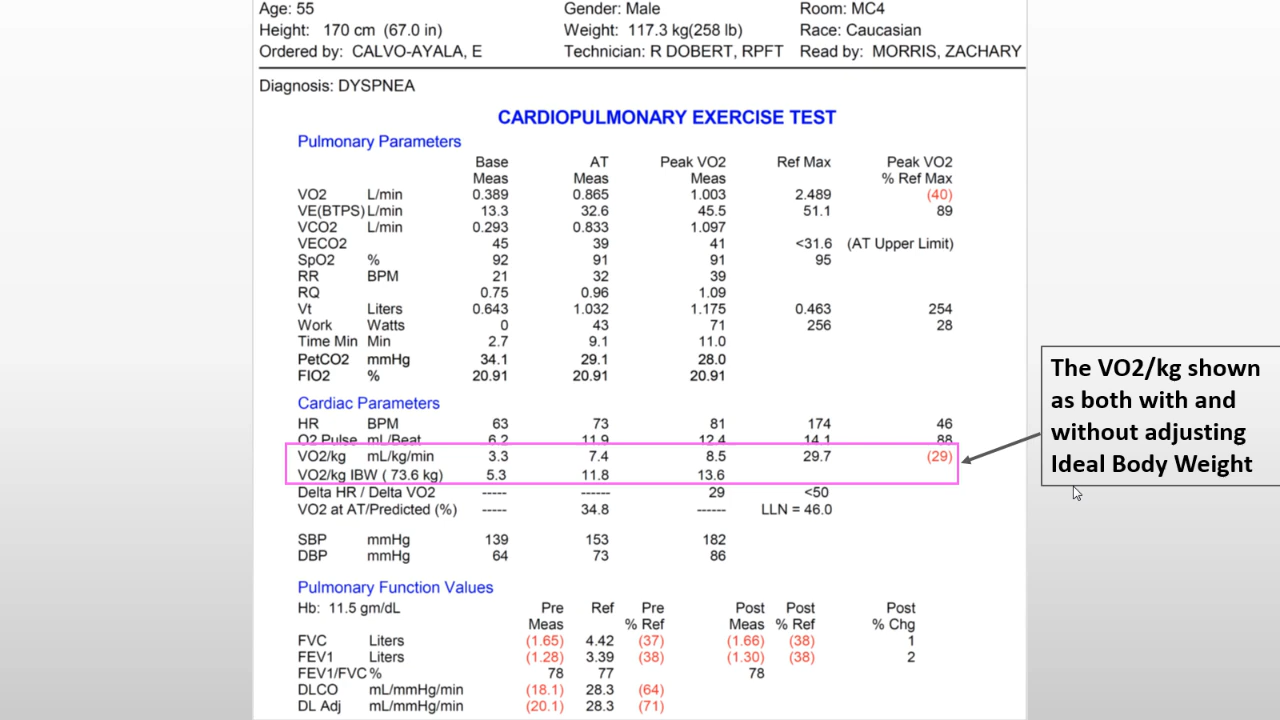 Age: 55 Gender: Male Room: MC4
Height: 170 cm (67.0 in) Weight: 117.3 kg(258 lb) Race: Caucasian
Ordered by: CALVO-AYALA, E Technician: R DOBERT, RPFT Read by: MORRIS, ZACHARY
Diagnosis: DYSPNEA
CARDIOPULMONARY EXERCISE TEST
Pulmonary Parameters
Base AT Peak VO2 Ref Max Peak VO2
Meas Meas Meas % Ref Max
VO2 L/min 0.389 0.865 1.003 2.489 (40)
VE(BTPS) L/min 13.3 32.6 45.5 51.1 89
VCO2 L/min 0.293 0.833 1.097
VECO2 45 39 41 <31.6 (AT Upper Limit)
SpO2 % 92 91 91 95
RR BPM 21 32 39
RQ 0.75 0.96 1.09
Vt Liters 0.643 1.032 1.175 0.463 254
Work Watts 0 43 71 256 28
Time Min Min 2.7 9.1 11.0
PetCO2 mmHg 34.1 29.1 28.0
FIO2 % 20.91 20.91 20.91
Cardiac Parameters
HR BPM 63 73 81 174 46
O2 Pulse mL/Beat 6.2 11.9 12.4 14.1 88
VO2/kg mL/kg/min 3.3 7.4 8.5 29.7 (29)
VO2/kg IBW ( 73.6 kg) 5.3 11.8 13.6
Delta HR / Delta VO2 ----- ------ 29 <50
VO2 at AT/Predicted (%) ----- 34.8 ------ LLN = 46.0
SBP mmHg 139 153 182
DBP mmHg 64 73 86
The VO2/kg shown
as both with and
without adjusting
Ideal Body Weight
Pulmonary Function Values
Hb: 11.5 gm/dL Pre Ref Pre Post Post Post
Meas % Ref Meas % Ref % Chg
FVC Liters (1.65) 4.42 (37) (1.66) (38) 1
FEV1 Liters (1.28) 3.39 (38) (1.30) (38) 2
FEV1/FVC % 78 77 78
DLCO mL/mmHg/min (18.1) 28.3 (64)
DL Adj mL/mmHg/min (20.1) 28.3 (71)